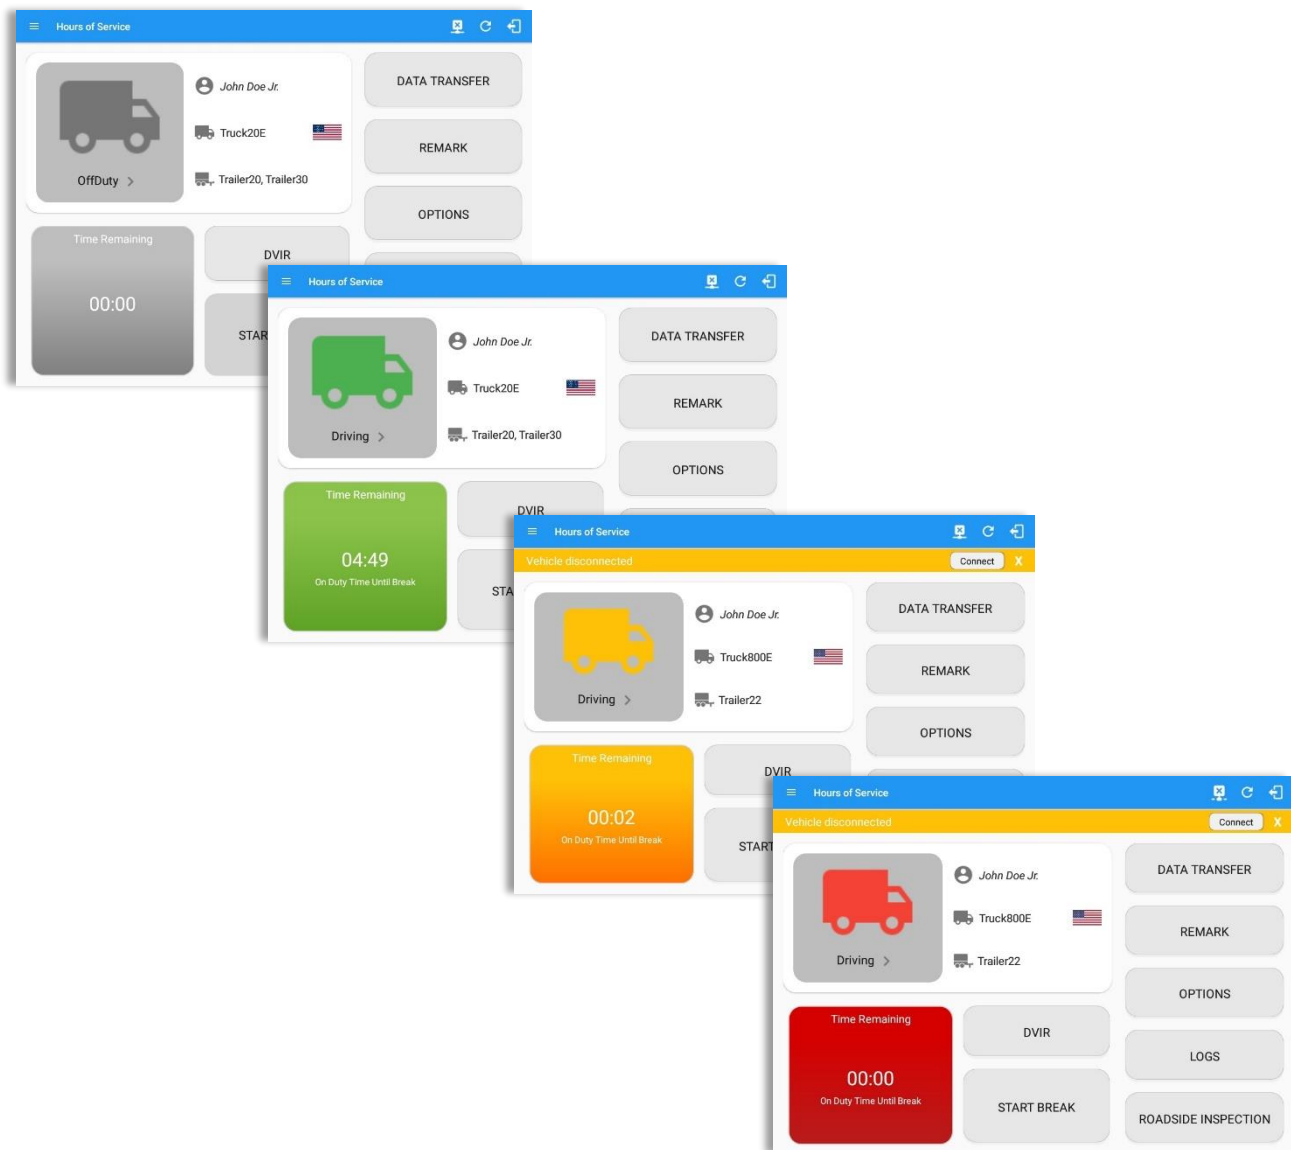 Hours of Service
John Doe Jr.
Truck20E
Trailer20, Trailer30
OffDuty >
DATA TRANSFER
REMARK
OPTIONS
Time Remaining
00:00
DVIR
STAR
Hours of Service
John Doe Jr.
Truck20E
Trailer20, Trailer30
Driving >
DATA TRANSFER
REMARK
OPTIONS
Time Remaining
04:49
On Duty Time Until Break
DVIR
STA
Hours of Service
Vehicle disconnected
Connect X
John Doe Jr.
Truck800E
Trailer22
Driving >
DATA TRANSFER
REMARK
OPTIONS
Time Remaining
00:02
On Duty Time Until Break
DVIR
START
Hours of Service
Vehicle disconnected
Connect X
John Doe Jr.
Truck800E
Trailer22
Driving >
DATA TRANSFER
REMARK
OPTIONS
LOGS
ROADSIDE INSPECTION
Time Remaining
00:00
On Duty Time Until Break
DVIR
START BREAK